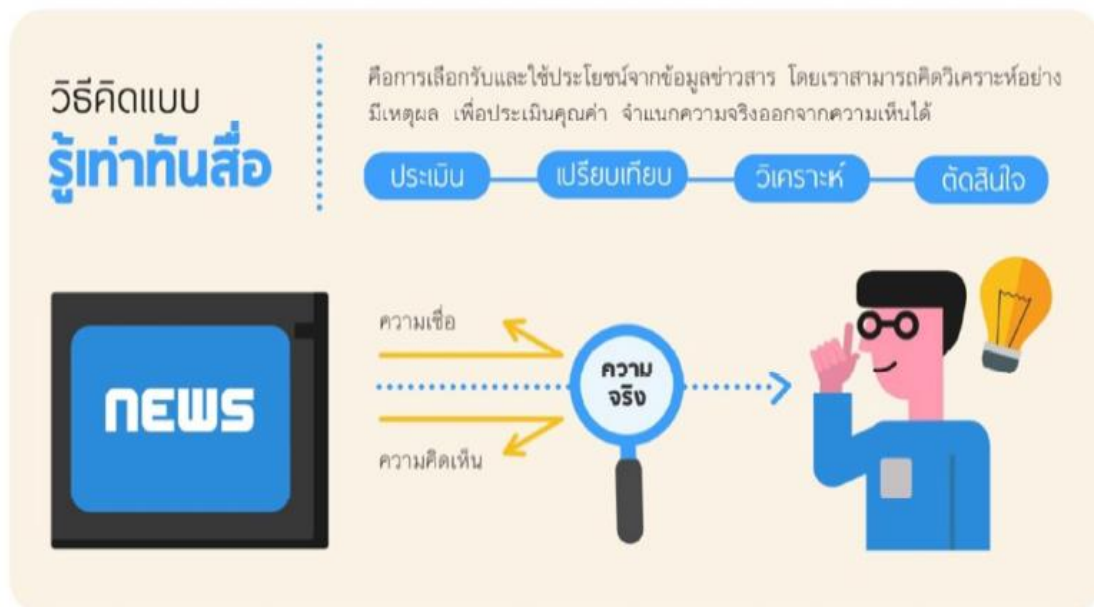 วิธีคิดแบบ
รู้เท่าทันสื่อ
คือการเลือกรับและใช้ประโยชน์จากข้อมูลข่าวสาร โดยเราสามารถคิดวิเคราะห์อย่าง
มีเหตุผล เพื่อประเมินคุณค่า จำแนกความจริงออกจากความเห็นได้
ประเมิน
เปรียบเทียบ
วิเคราะห์
ตัดสินใจ
NEWS
ความเชื่อ
ความ
จริง
ความคิดเห็น